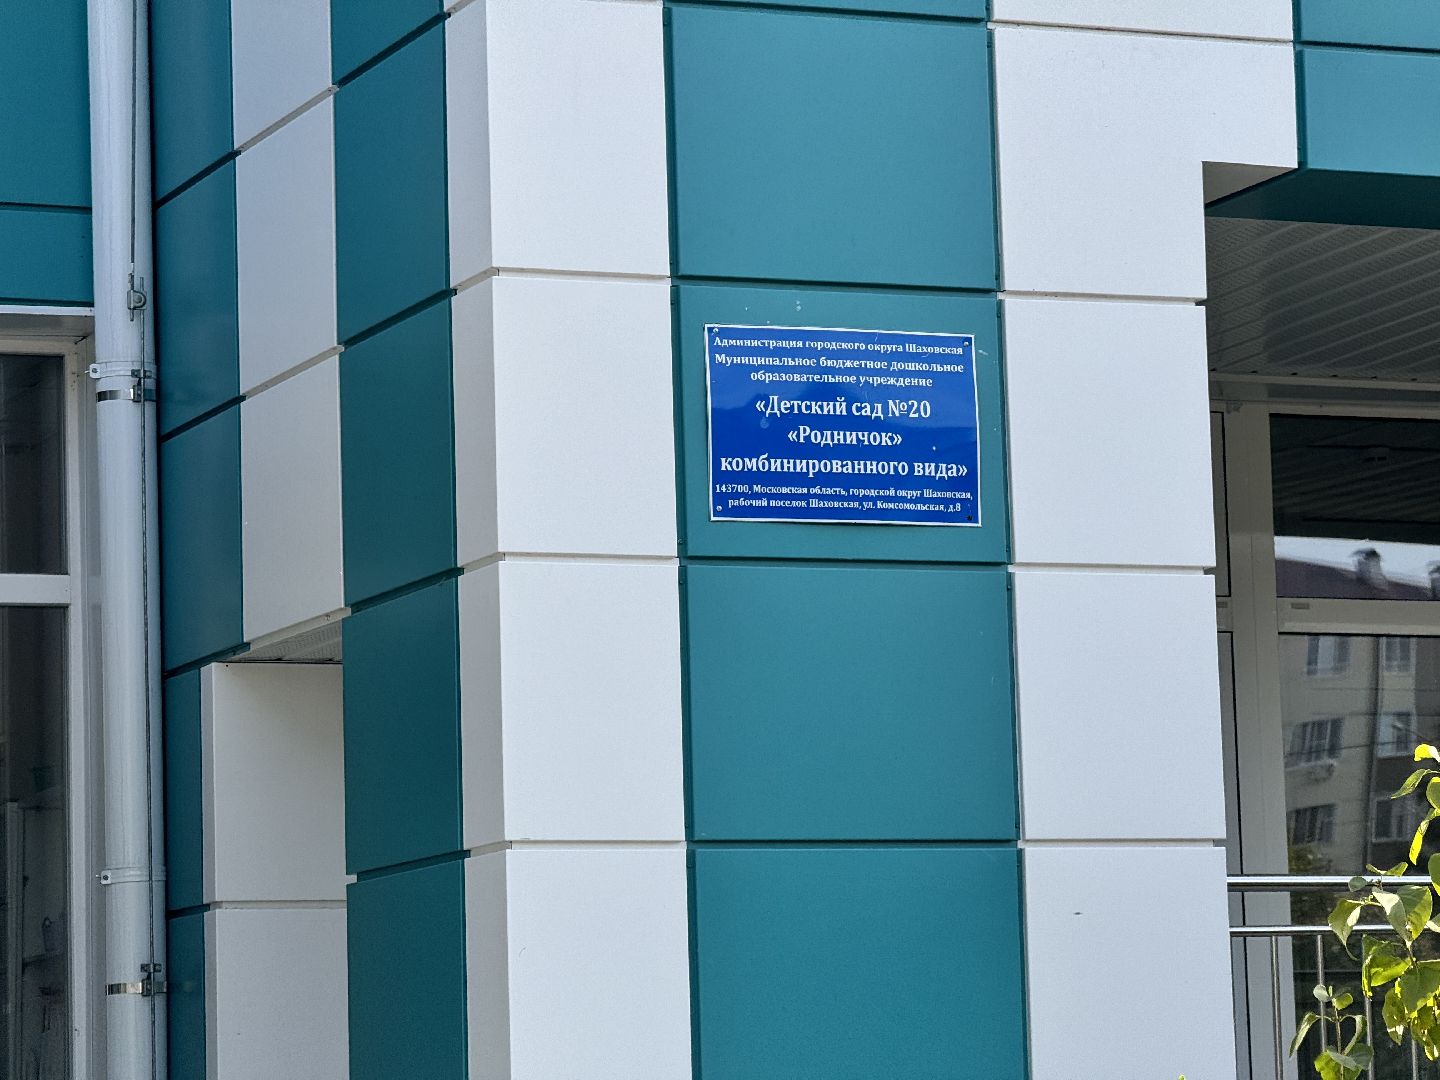 Администрация городского округа Шаховская
Муниципальное бюджетное дошкольное
образовательное учреждение
«Детский сад №20
«Родничок»
комбинированного вида»
143700, Московская область, городской округ Шаховская,
рабочий поселок Шаховская, ул. Комсомольская, д.8